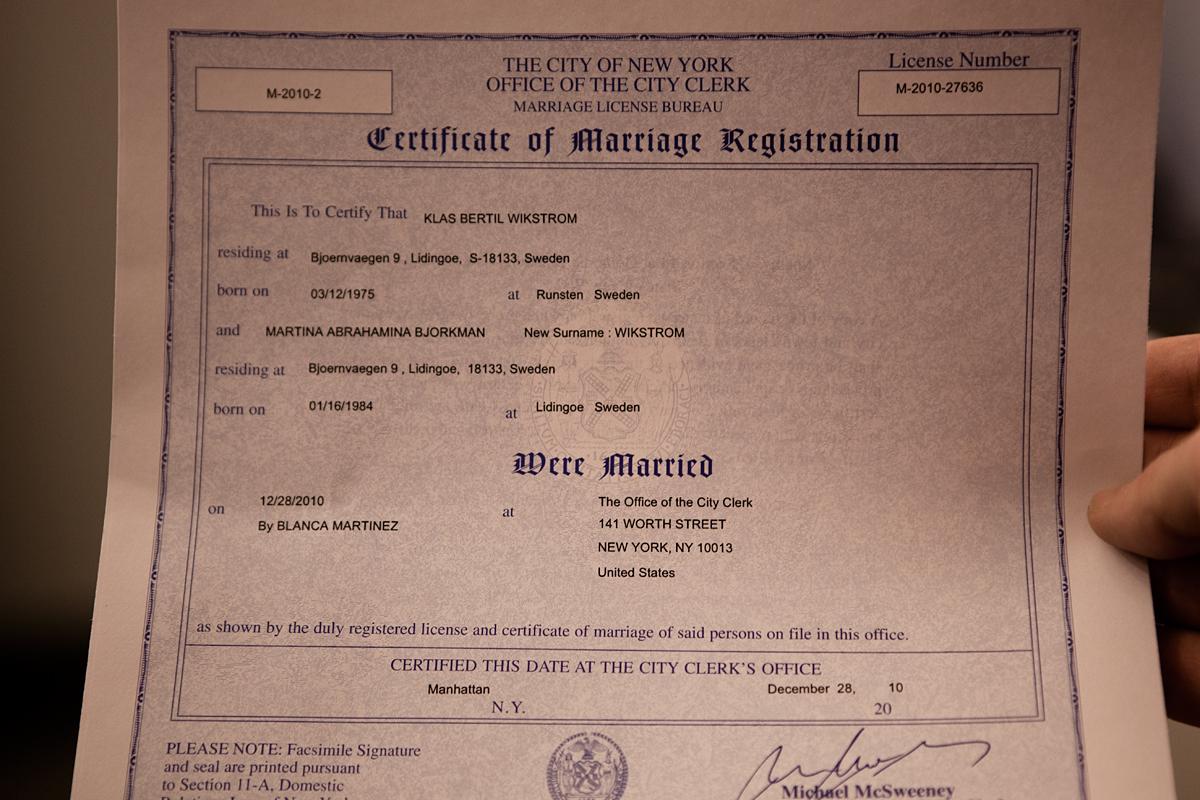 THE CITY OF NEW YORK
OFFICE OF THE CITY CLERK
MARRIAGE LICENSE BUREAU
License Number
M-2010-2
M-2010-27636
Certificate of Marriage Registration
This Is To Certify That KLAS BERTIL WIKSTROM
residing at Bjoernvaegen 9 , Lidingoe, S-18133, Sweden
born on 03/12/1975 at Runsten Sweden
and MARTINA ABRAHAMINA BJORKMAN New Surname : WIKSTROM
residing at Bjoernvaegen 9 , Lidingoe, 18133, Sweden
born on 01/16/1984 at Lidingoe Sweden
Were Married
on 12/28/2010 at The Office of the City Clerk
By BLANCA MARTINEZ 141 WORTH STREET
NEW YORK, NY 10013
United States
as shown by the duly registered license and certificate of marriage of said persons on file in this office.
CERTIFIED THIS DATE AT THE CITY CLERK'S OFFICE
Manhattan December 28, 10
N.Y. 20
PLEASE NOTE: Facsimile Signature
and seal are printed pursuant
to Section 11-A, Domestic
Michael McSweeney